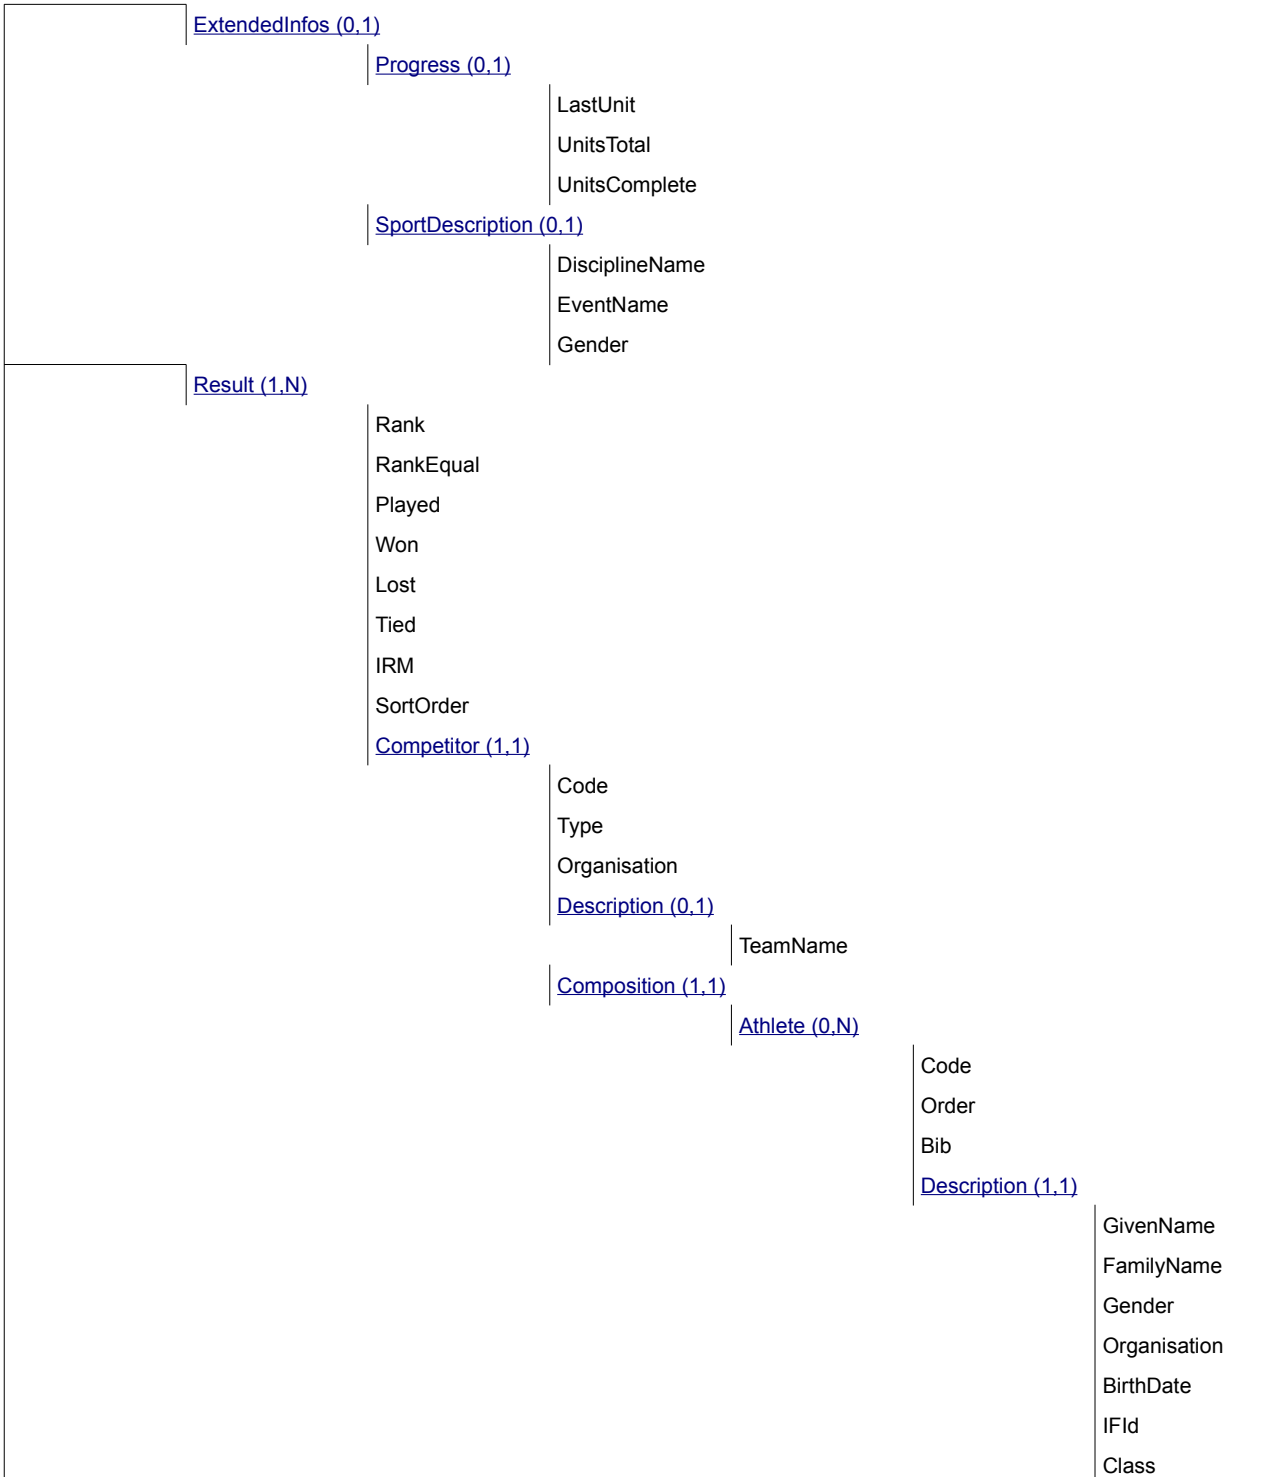 ExtendedInfos (0,1)
Progress (0,1)
LastUnit
UnitsTotal
UnitsComplete
SportDescription (0,1)
DisciplineName
EventName
Gender
Result (1,N)
Rank
RankEqual
Played
Won
Lost
Tied
IRM
SortOrder
Competitor (1,1)
Code
Type
Organisation
Description (0,1)
TeamName
Composition (1,1)
Athlete (0,N)
Code
Order
Bib
Description (1,1)
GivenName
FamilyName
Gender
Organisation
BirthDate
IFId
Class